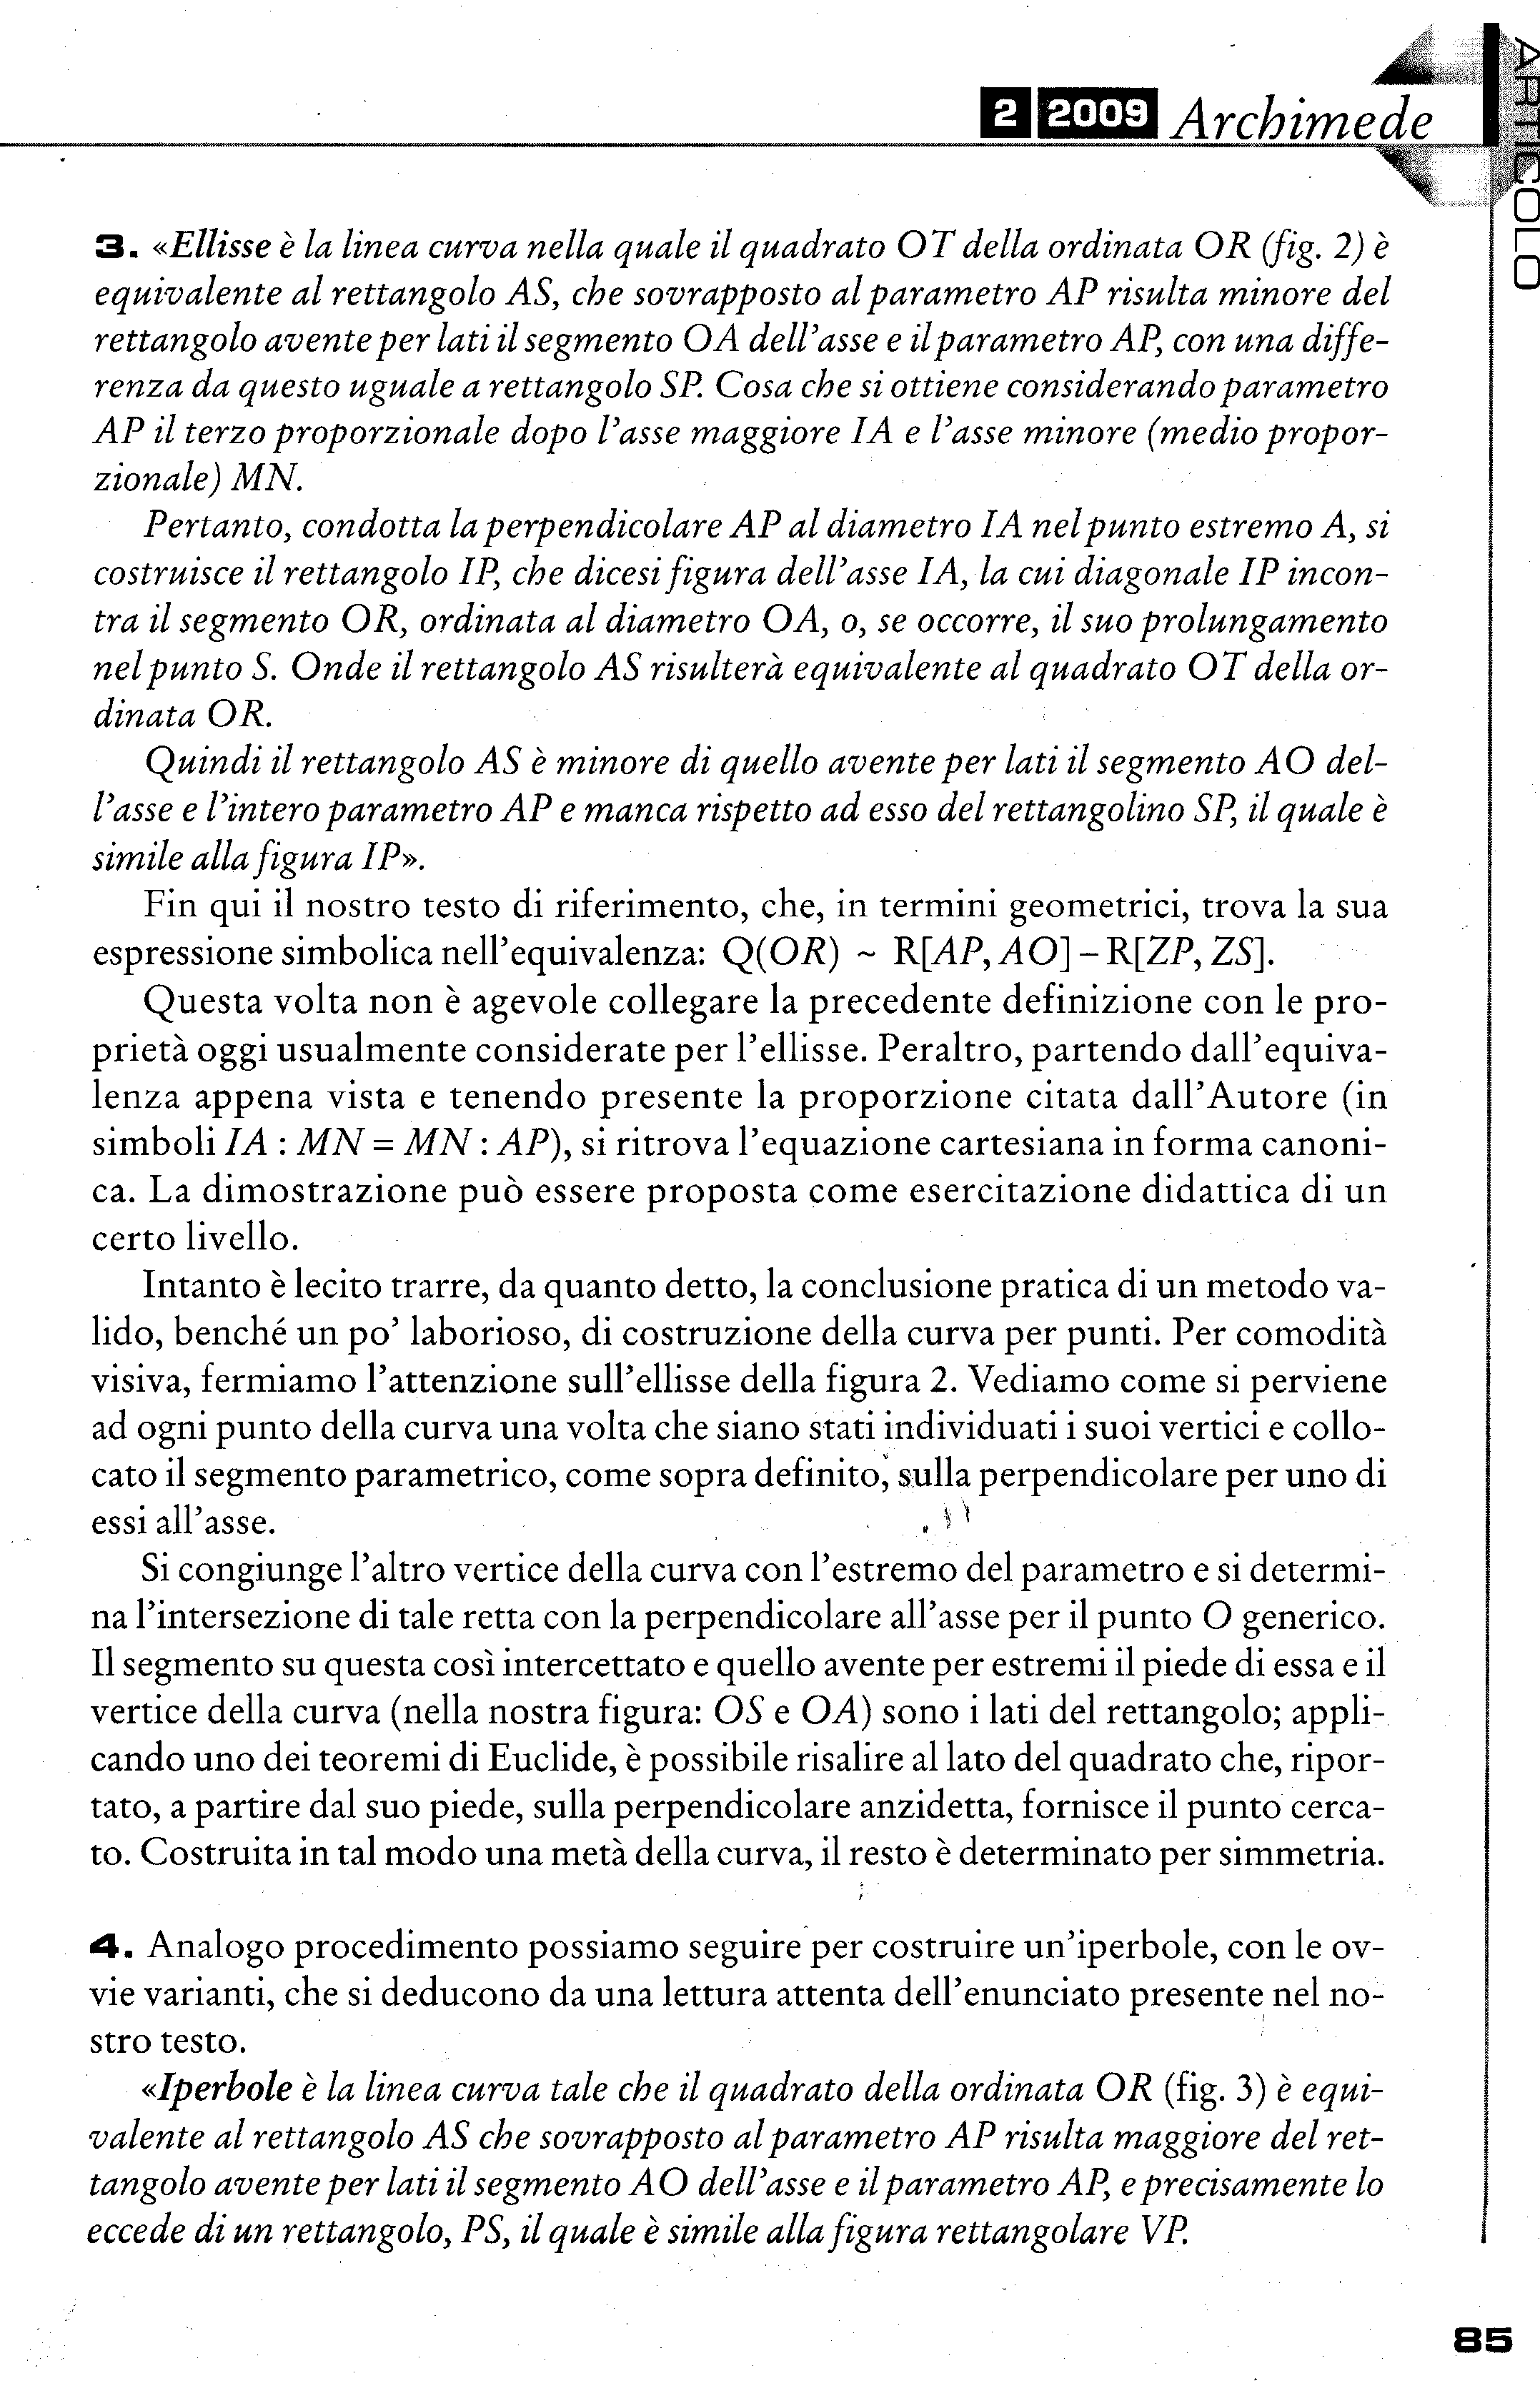 2 2009 Archimede
ARTICOLO
3. «Ellisse è la linea curva nella quale il quadrato OT della ordinata OR (fig. 2) è
equivalente al rettangolo AS, che sovrapposto al parametro AP risulta minore del
rettangolo avente per lati il segmento OA dell'asse e il parametro AP, con una diffe-
renza da questo uguale a rettangolo SP. Cosa che si ottiene considerando parametro
AP il terzo proporzionale dopo l'asse maggiore IA e l'asse minore (medio propor-
zionale) MN.
Pertanto, condotta la perpendicolare AP al diametro IA nel punto estremo A, si
costruisce il rettangolo IP, che dicesi figura dell'asse IA, la cui diagonale IP incon-
tra il segmento OR, ordinata al diametro OA, o, se occorre, il suo prolungamento
nel punto S. Onde il rettangolo AS risulterà equivalente al quadrato OT della or-
dinata OR.
Quindi il rettangolo AS è minore di quello avente per lati il segmento AO del-
l'asse e l'intero parametro AP e manca rispetto ad esso del rettangolino SP, il quale è
simile alla figura IP».
Fin qui il nostro testo di riferimento, che, in termini geometrici, trova la sua
espressione simbolica nell'equivalenza: Q(OR) ~ R[AP, AO] – R[ZP, ZS].
Questa volta non è agevole collegare la precedente definizione con le pro-
prietà oggi usualmente considerate per l'ellisse. Peraltro, partendo dall'equiva-
lenza appena vista e tenendo presente la proporzione citata dall'Autore (in
simboli IA : MN = MN : AP), si ritrova l'equazione cartesiana in forma canoni-
ca. La dimostrazione può essere proposta come esercitazione didattica di un
certo livello.
Intanto è lecito trarre, da quanto detto, la conclusione pratica di un metodo va-
lido, benché un po' laborioso, di costruzione della curva per punti. Per comodità
visiva, fermiamo l'attenzione sull'ellisse della figura 2. Vediamo come si perviene
ad ogni punto della curva una volta che siano stati individuati i suoi vertici e collo-
cato il segmento parametrico, come sopra definito, sulla perpendicolare per uno di
essi all'asse.
Si congiunge l'altro vertice della curva con l'estremo del parametro e si determi-
na l'intersezione di tale retta con la perpendicolare all'asse per il punto O generico.
Il segmento su questa così intercettato e quello avente per estremi il piede di essa e il
vertice della curva (nella nostra figura: OS e OA) sono i lati del rettangolo; appli-
cando uno dei teoremi di Euclide, è possibile risalire al lato del quadrato che, ripor-
tato, a partire dal suo piede, sulla perpendicolare anzidetta, fornisce il punto cerca-
to. Costruita in tal modo una metà della curva, il resto è determinato per simmetria.
4. Analogo procedimento possiamo seguire per costruire un'iperbole, con le ov-
vie varianti, che si deducono da una lettura attenta dell'enunciato presente nel no-
stro testo.
«Iperbole è la linea curva tale che il quadrato della ordinata OR (fig. 3) è equi-
valente al rettangolo AS che sovrapposto al parametro AP risulta maggiore del ret-
tangolo avente per lati il segmento AO dell'asse e il parametro AP, e precisamente lo
eccede di un rettangolo, PS, il quale è simile alla figura rettangolare VP.
85